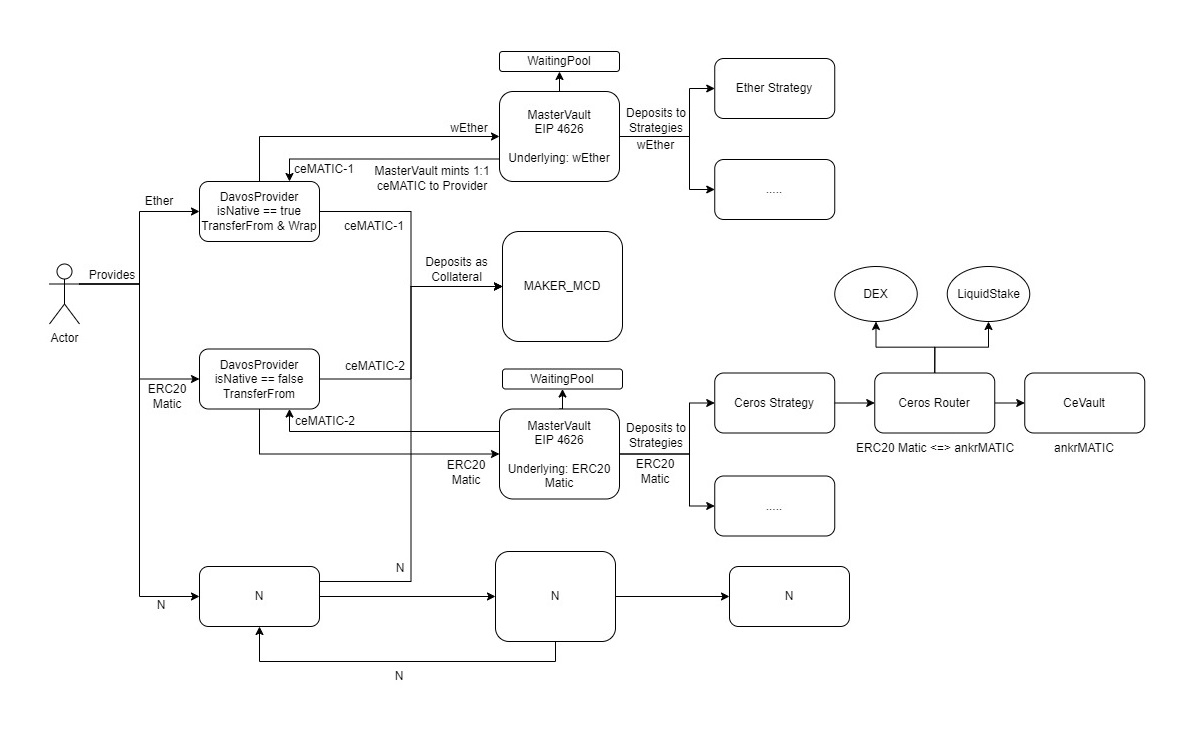 WaitingPool
MasterVault
EIP 4626
Underlying: wEther
Deposits to
Strategies
wEther
Ether Strategy
.....
wEther
ceMATIC-1
MasterVault mints 1:1
ceMATIC to Provider
Ether
DavosProvider
isNative == true
TransferFrom & Wrap
ceMATIC-1
Provides
Actor
Deposits as
Collateral
MAKER_MCD
DEX
LiquidStake
ERC20
Matic
DavosProvider
isNative == false
TransferFrom
ceMATIC-2
ceMATIC-2
WaitingPool
MasterVault
EIP 4626
Underlying: ERC20
Matic
ERC20
Matic
Deposits to
Strategies
ERC20
Matic
Ceros Strategy
Ceros Router
CeVault
ERC20 Matic <=> ankrMATIC
ankrMATIC
.....
N
N
N
N
N
N